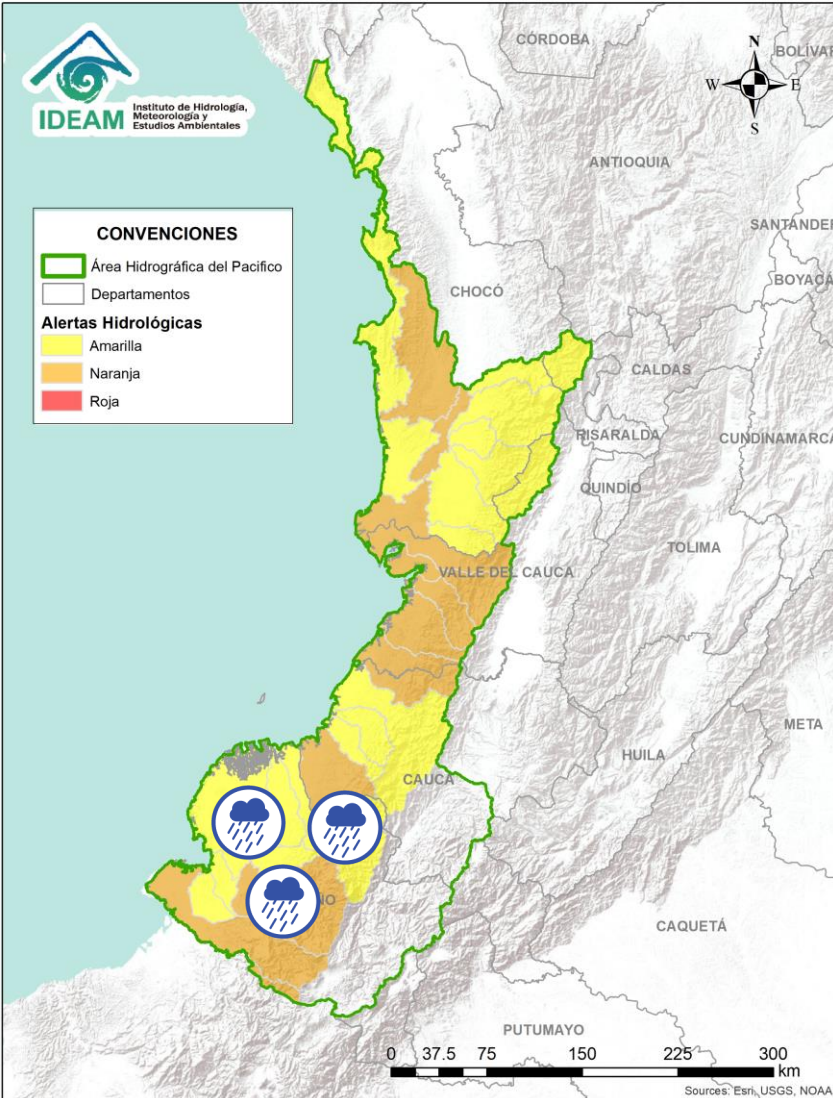 IDEAM
Instituto de Hidrología,
Meteorología y
Estudios Ambientales
N
W
E
S
CÓRDOBA
BOLÍVAR
ANTIOQUIA
SANTANDER
BOYACÁ
CHOCÓ
CALDAS
RISARALDA
CUNDINAMARCA
QUINDÍO
TOLIMA
VALLE DEL CAUCA
META
HUILA
CAUCA
ÑO
CAQUETÁ
PUTUMAYO
CONVENCIONES
Área Hidrográfica del Pacifico
Departamentos
Alertas Hidrológicas
Amarilla
Naranja
Roja
0 37.5 75 150 225 300
km
Sources: Esri, USGS, NOAA